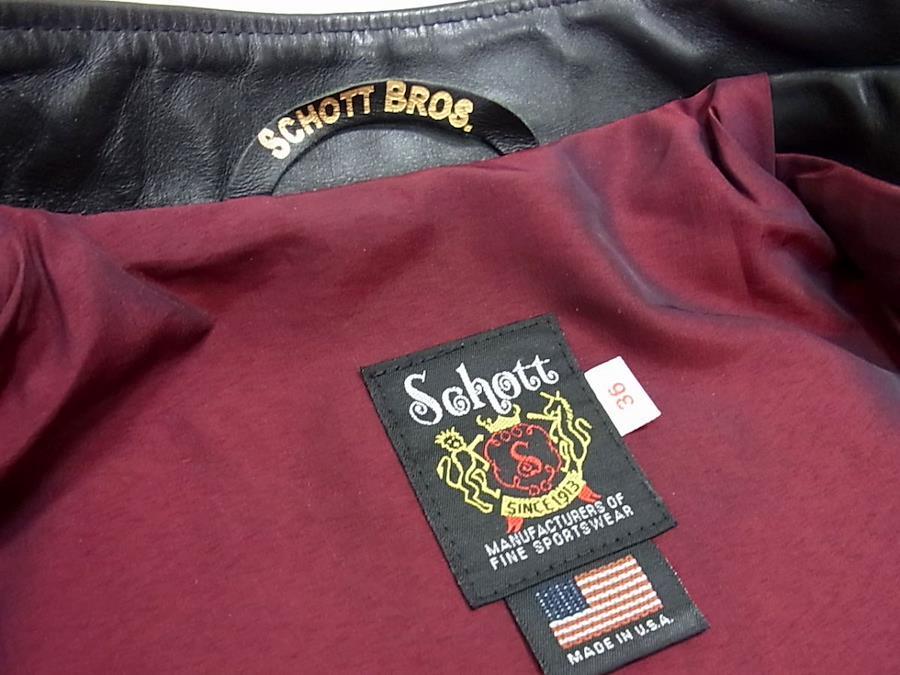 SCHOTT BROS.
Schott
36
S
SINCE 1913
MANUFACTURERS OF
FINE SPORTSWEAR
MADE IN U.S.A.